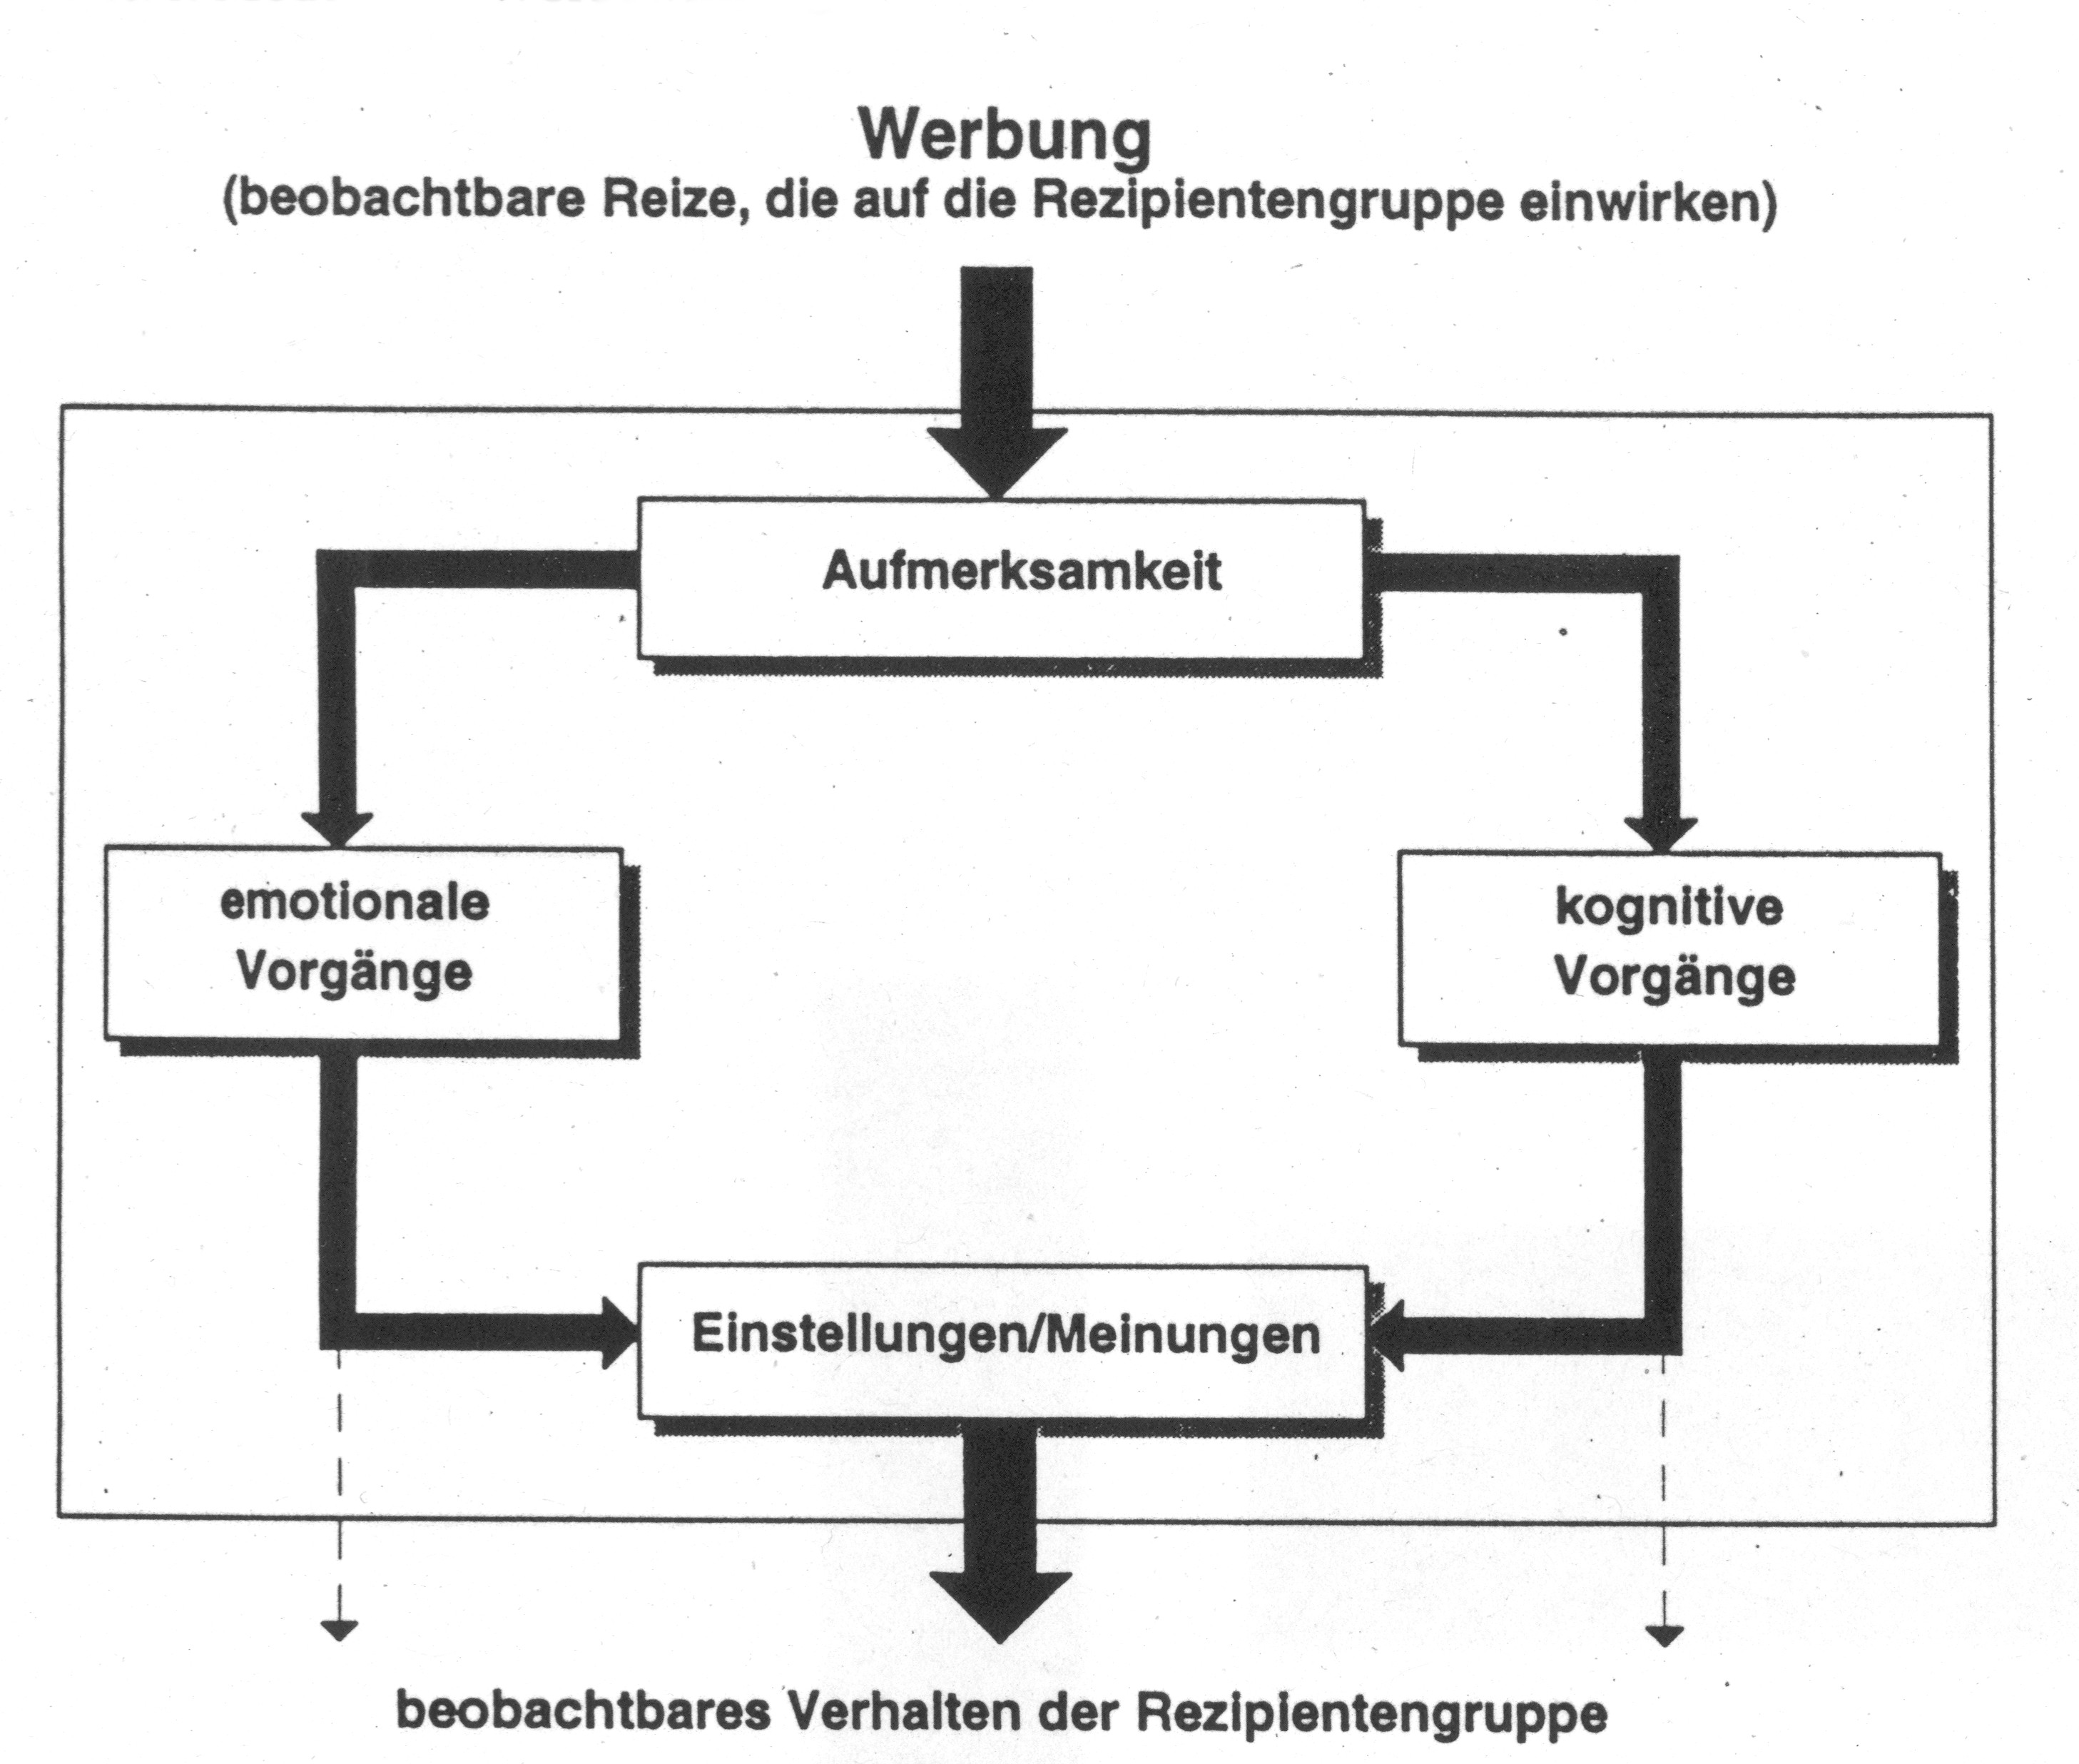 Werbung
(beobachtbare Reize, die auf die Rezipientengruppe einwirken)
Aufmerksamkeit
emotionale
Vorgänge
kognitive
Vorgänge
Einstellungen/Meinungen
beobachtbares Verhalten der Rezipientengruppe